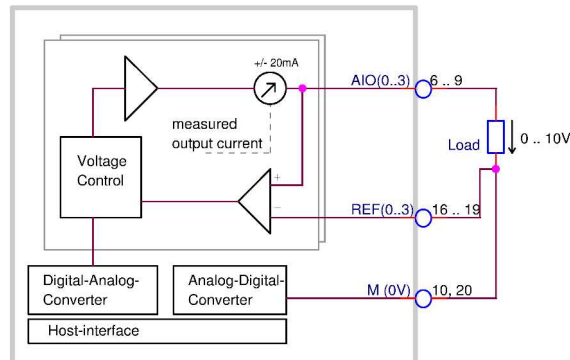 +/- 20mA
AIO(0..3)
6 .. 9
measured
output current
Load
0 .. 10V
Voltage
Control
+
−
REF(0..3)
16 .. 19
Digital-Analog-
Converter
Analog-Digital-
Converter
M (0V)
10, 20
Host-interface